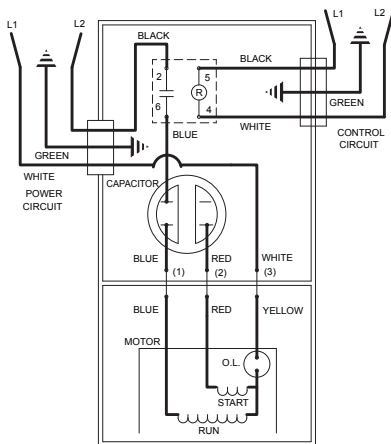 L1
L2
L1
L2
BLACK
BLACK
2
5
R
6
4
GREEN
BLUE
WHITE
CONTROL
CIRCUIT
GREEN
WHITE
POWER
CIRCUIT
CAPACITOR
BLUE
RED
WHITE
(1)
(2)
(3)
BLUE
RED
YELLOW
MOTOR
O.L.
START
RUN